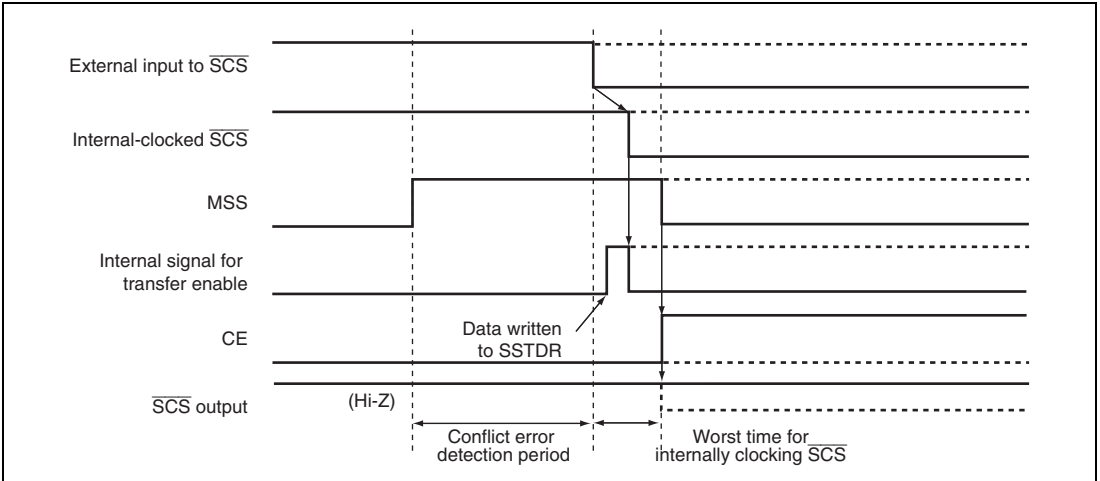 External input to SCS
Internal-clocked SCS
MSS
Internal signal for
transfer enable
Data written
to SSTDR
CE
SCS output
(Hi-Z)
Conflict error
detection period
Worst time for
internally clocking SCS